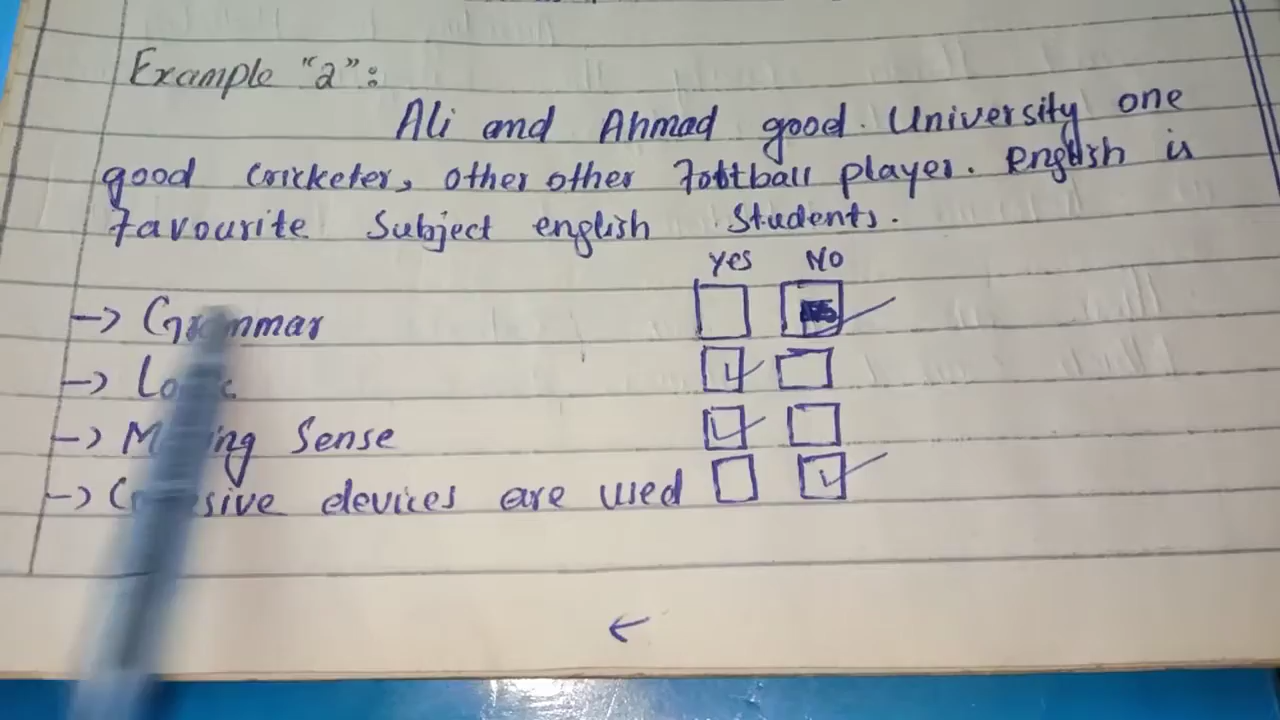 Example "2":
Ali and Ahmad good. University one
good cricketer, other other football player. english is
favourite subject english students.
Yes No
→ Grammar
→
→ Sense
→ devices are used
←